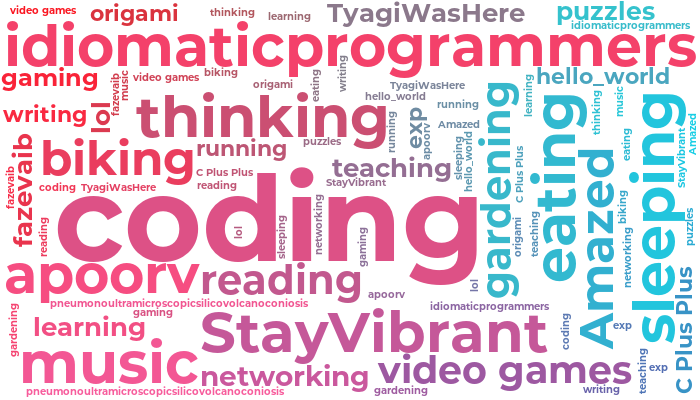 video games
origami
thinking
learning
TyagiWasHere
puzzles
idiomaticprogrammers
idiomaticprogrammers
gaming
fazevaib
music
video games
biking
origami
eating
writing
TyagiWasHere
hello_world
learning
hello_world
thinking
music
writing
lol
thinking
running
exp
apoorv
running
Amazed
gardening
eating
sleeping
Amazed
StayVibrant
eating
fazevaib
fazevaib
biking
running
puzzles
teaching
sleeping
hello_world
C Plus Plus
Amazed
coding
TyagiWasHere
C Plus Plus
reading
StayVibrant
reading
coding
lol
sleeping
networking
gaming
origami
teaching
biking
networking
puzzles
apoorv
reading
apoorv
lol
C Plus Plus
pneumonoultramicroscopicsilicovolcanoconiosis
gaming
idiomaticprogrammers
gardening
learning
StayVibrant
coding
exp
music
networking
video games
teaching
exp
pneumonoultramicroscopicsilicovolcanoconiosis
gardening
writing